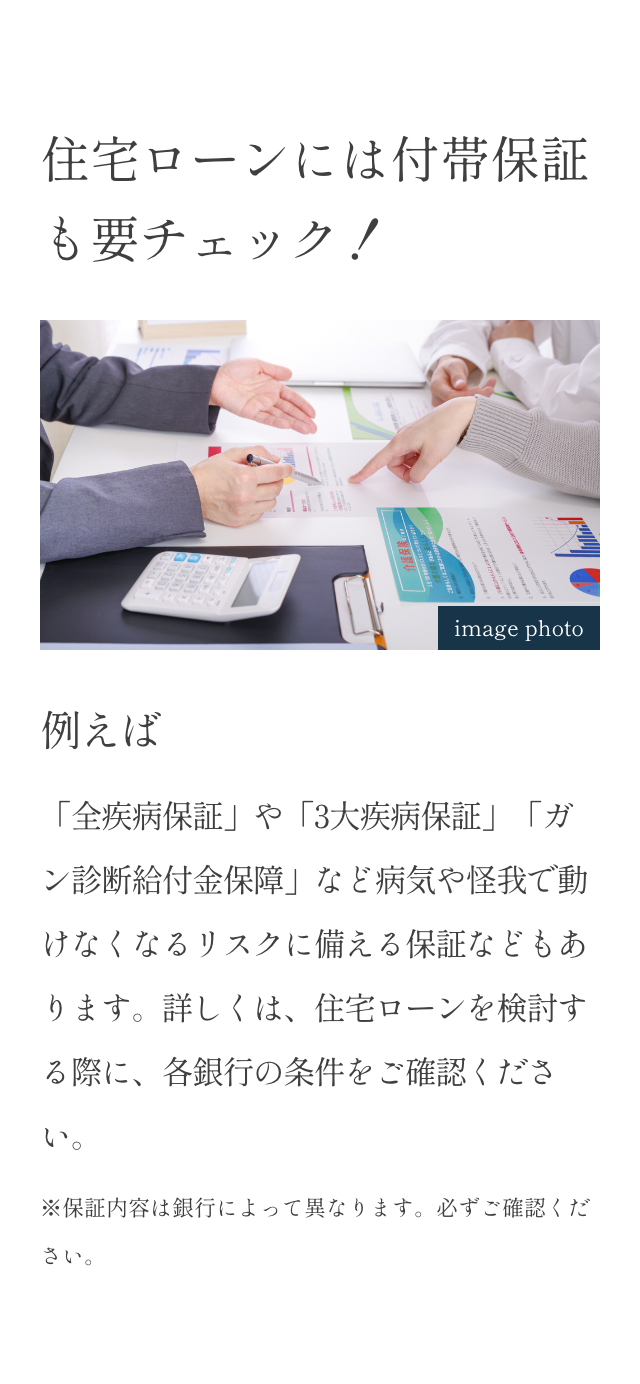 住宅ローンには付帯保証
も要チェック！
image photo
例えば
「全疾病保証」や「3大疾病保証」「ガ
ン診断給付金保障」など病気や怪我で動
けなくなるリスクに備える保証などもあ
ります。詳しくは、住宅ローンを検討す
る際に、各銀行の条件をご確認くださ
い。
※保証内容は銀行によって異なります。必ずご確認くだ
さい。